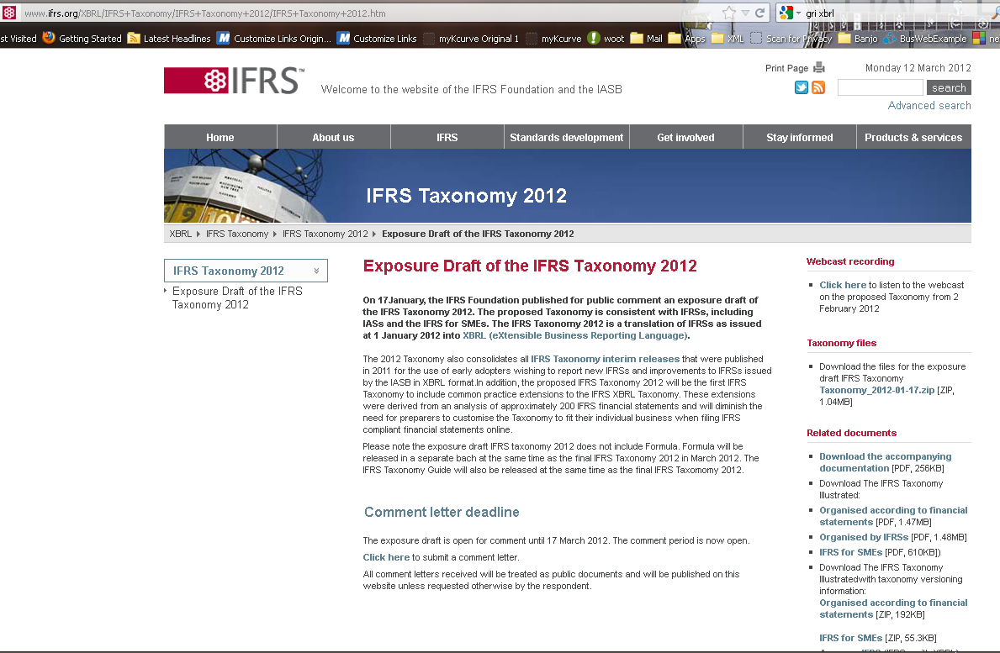 www.ifrs.org/XBRL/IFRS+Taxonomy/IFRS+Taxonomy+2012/IFRS+Taxonomy+2012.htm
gri xbrl
st Visited Getting Started Latest Headlines Customize Links Origin... Customize Links myKcurve Original 1 myKcurve woot Mail Apps XML Scan for Privacy Banjo BusWebExample ne
IFRS™
Welcome to the website of the IFRS Foundation and the IASB
Print Page
Monday 12 March 2012
search
Advanced search
Home About us IFRS Standards development Get involved Stay informed Products & services
IFRS Taxonomy 2012
XBRL IFRS Taxonomy IFRS Taxonomy 2012 Exposure Draft of the IFRS Taxonomy 2012
IFRS Taxonomy 2012
Exposure Draft of the IFRS
Taxonomy 2012
Exposure Draft of the IFRS Taxonomy 2012
On 17January, the IFRS Foundation published for public comment an exposure draft of
the IFRS Taxonomy 2012. The proposed Taxonomy is consistent with IFRSs, including
IASs and the IFRS for SMEs. The IFRS Taxonomy 2012 is a translation of IFRSs as issued
at 1 January 2012 into XBRL (eXtensible Business Reporting Language).
The 2012 Taxonomy also consolidates all IFRS Taxonomy interim releases that were published
in 2011 for the use of early adopters wishing to report new IFRSs and improvements to IFRSs issued
by the IASB in XBRL format.In addition, the proposed IFRS Taxonomy 2012 will be the first IFRS
Taxonomy to include common practice extensions to the IFRS XBRL Taxonomy. These extensions
were derived from an analysis of approximately 200 IFRS financial statements and will diminish the
need for preparers to customise the Taxonomy to fit their individual business when filing IFRS
compliant financial statements online.
Please note the exposure draft IFRS taxonomy 2012 does not include Formula. Formula will be
released in a separate bach at the same time as the final IFRS Taxonomy 2012 in March 2012. The
IFRS Taxonomy Guide will also be released at the same time as the final IFRS Taxomomy 2012.
Comment letter deadline
The exposure draft is open for comment until 17 March 2012. The comment period is now open.
Click here to submit a comment letter.
All comment letters received will be treated as public documents and will be published on this
website unless requested otherwise by the respondent.
Webcast recording
Click here to listen to the webcast
on the proposed Taxonomy from 2
February 2012
Taxonomy files
Download the files for the exposure
draft IFRS Taxonomy
Taxonomy_2012-01-17.zip [ZIP,
1.04MB]
Related documents
Download the accompanying
documentation [PDF, 256KB]
Download The IFRS Taxonomy
Illustrated:
Organised according to financial
statements [PDF, 1.47MB]
Organised by IFRSs [PDF, 1.48MB]
IFRS for SMEs [PDF, 610KB])
Download The IFRS Taxonomy
Illustratedwith taxonomy versioning
information:
Organised according to financial
statements [ZIP, 192KB]
IFRS for SMEs [ZIP, 55.3KB]